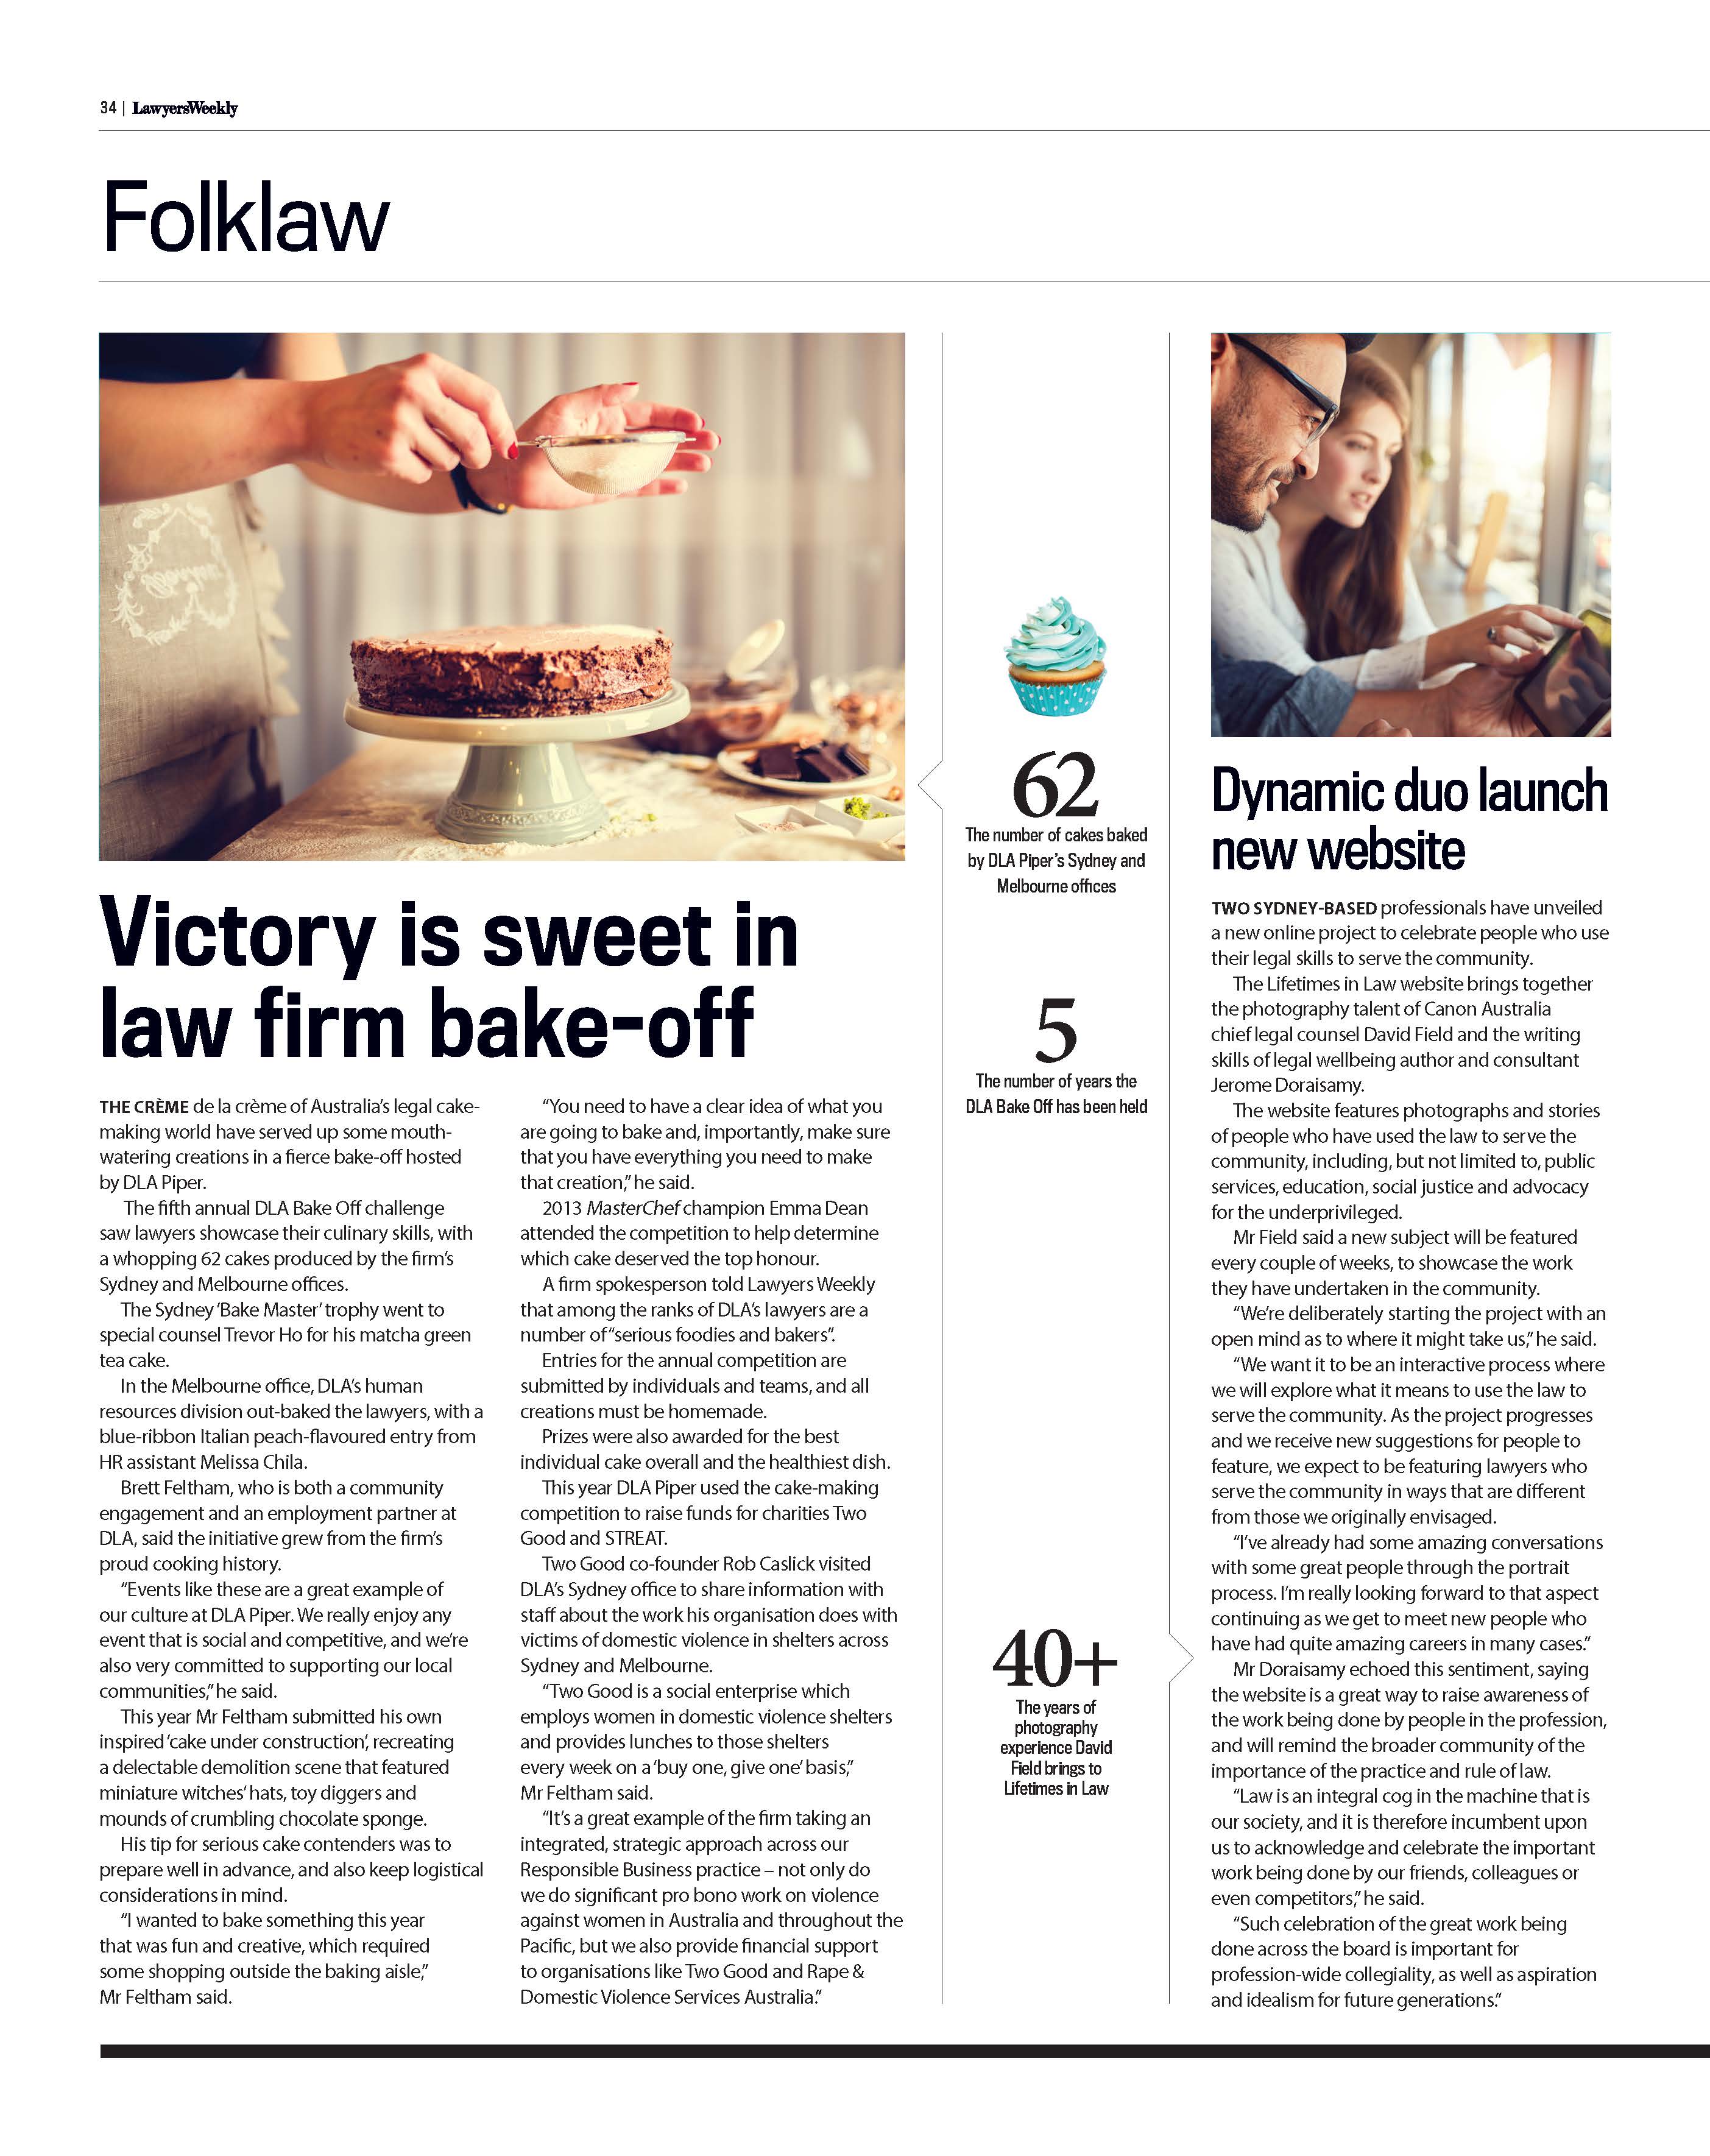 34 | LawyersWeekly
Folklaw
Victory is sweet in
law firm bake-off
THE CRÈME de la crème of Australia’s legal cake-
making world have served up some mouth-
watering creations in a fierce bake-off hosted
by DLA Piper.
The fifth annual DLA Bake Off challenge
saw lawyers showcase their culinary skills, with
a whopping 62 cakes produced by the firm’s
Sydney and Melbourne offices.
The Sydney ‘Bake Master’ trophy went to
special counsel Trevor Ho for his matcha green
tea cake.
In the Melbourne office, DLA’s human
resources division out-baked the lawyers, with a
blue-ribbon Italian peach-flavoured entry from
HR assistant Melissa Chila.
Brett Feltham, who is both a community
engagement and an employment partner at
DLA, said the initiative grew from the firm’s
proud cooking history.
“Events like these are a great example of
our culture at DLA Piper. We really enjoy any
event that is social and competitive, and we’re
also very committed to supporting our local
communities,” he said.
This year Mr Feltham submitted his own
inspired ‘cake under construction’, recreating
a delectable demolition scene that featured
miniature witches’ hats, toy diggers and
mounds of crumbling chocolate sponge.
His tip for serious cake contenders was to
prepare well in advance, and also keep logistical
considerations in mind.
“I wanted to bake something this year
that was fun and creative, which required
some shopping outside the baking aisle,”
Mr Feltham said.
“You need to have a clear idea of what you
are going to bake and, importantly, make sure
that you have everything you need to make
that creation,” he said.
2013 MasterChef champion Emma Dean
attended the competition to help determine
which cake deserved the top honour.
A firm spokesperson told Lawyers Weekly
that among the ranks of DLA’s lawyers are a
number of “serious foodies and bakers”.
Entries for the annual competition are
submitted by individuals and teams, and all
creations must be homemade.
Prizes were also awarded for the best
individual cake overall and the healthiest dish.
This year DLA Piper used the cake-making
competition to raise funds for charities Two
Good and STREAT.
Two Good co-founder Rob Caslick visited
DLA’s Sydney office to share information with
staff about the work his organisation does with
victims of domestic violence in shelters across
Sydney and Melbourne.
“Two Good is a social enterprise which
employs women in domestic violence shelters
and provides lunches to those shelters
every week on a ‘buy one, give one’ basis,”
Mr Feltham said.
“It’s a great example of the firm taking an
integrated, strategic approach across our
Responsible Business practice – not only do
we do significant pro bono work on violence
against women in Australia and throughout the
Pacific, but we also provide financial support
to organisations like Two Good and Rape &
Domestic Violence Services Australia.”
62
The number of cakes baked
by DLA Piper’s Sydney and
Melbourne offices
5
The number of years the
DLA Bake Off has been held
40+
The years of
photography
experience David
Field brings to
Lifetimes in Law
Dynamic duo launch
new website
TWO SYDNEY-BASED professionals have unveiled
a new online project to celebrate people who use
their legal skills to serve the community.
The Lifetimes in Law website brings together
the photography talent of Canon Australia
chief legal counsel David Field and the writing
skills of legal wellbeing author and consultant
Jerome Doraisamy.
The website features photographs and stories
of people who have used the law to serve the
community, including, but not limited to, public
services, education, social justice and advocacy
for the underprivileged.
Mr Field said a new subject will be featured
every couple of weeks, to showcase the work
they have undertaken in the community.
“We’re deliberately starting the project with an
open mind as to where it might take us,” he said.
“We want it to be an interactive process where
we will explore what it means to use the law to
serve the community. As the project progresses
and we receive new suggestions for people to
feature, we expect to be featuring lawyers who
serve the community in ways that are different
from those we originally envisaged.
“I’ve already had some amazing conversations
with some great people through the portrait
process. I’m really looking forward to that aspect
continuing as we get to meet new people who
have had quite amazing careers in many cases.”
Mr Doraisamy echoed this sentiment, saying
the website is a great way to raise awareness of
the work being done by people in the profession,
and will remind the broader community of the
importance of the practice and rule of law.
“Law is an integral cog in the machine that is
our society, and it is therefore incumbent upon
us to acknowledge and celebrate the important
work being done by our friends, colleagues or
even competitors,” he said.
“Such celebration of the great work being
done across the board is important for
profession-wide collegiality, as well as aspiration
and idealism for future generations.”